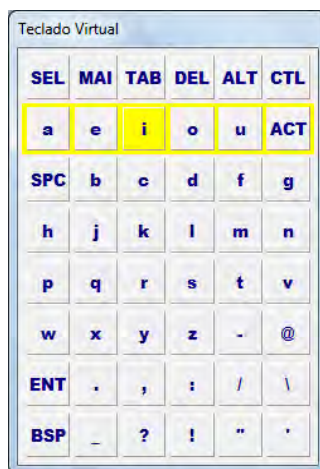 Teclado Virtual
SEL MAI TAB DEL ALT CTL
a e i o u ACT
SPC b c d f g
h j k l m n
p q r s t v
w x y z - @
ENT . , : / \
BSP _ ? ! " '